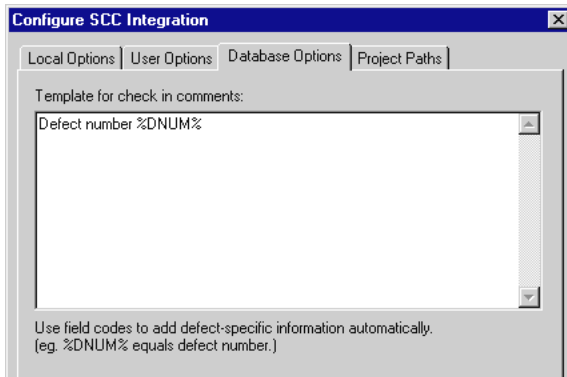 Configure SCC Integration
Local Options User Options Database Options Project Paths
Template for check in comments:
Defect number %DNUM%
Use field codes to add defect-specific information automatically.
(eg. %DNUM% equals defect number.)